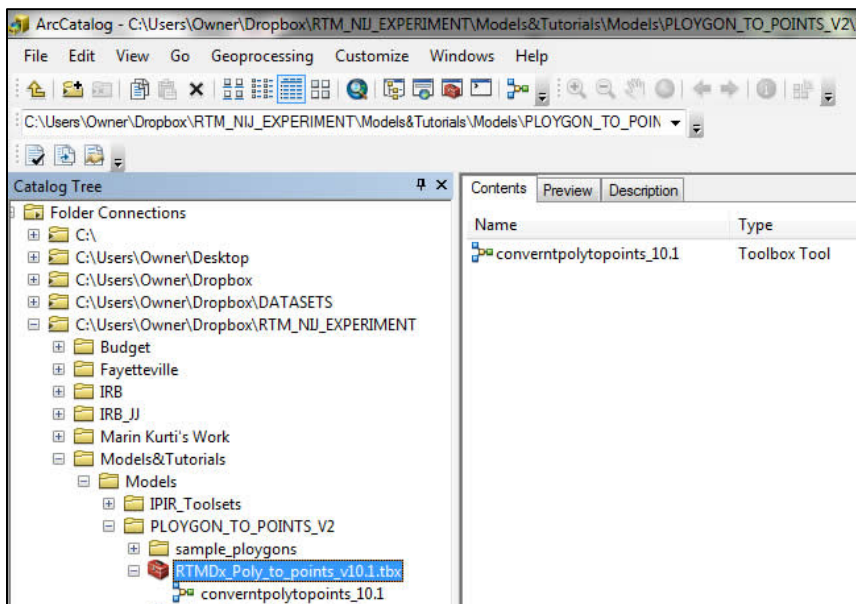 ArcCatalog - C:\Users\Owner\Dropbox\RTM_NIJ_EXPERIMENT\Models&Tutorials\Models\PLOYGON_TO_POINTS_V2\
File Edit View Go Geoprocessing Customize Windows Help
C:\Users\Owner\Dropbox\RTM_NIJ_EXPERIMENT\Models&Tutorials\Models\PLOYGON_TO_POIN
Catalog Tree
Folder Connections
C:\
C:\Users\Owner\Desktop
C:\Users\Owner\Dropbox
C:\Users\Owner\Dropbox\DATASETS
C:\Users\Owner\Dropbox\RTM_NIJ_EXPERIMENT
Budget
Fayetteville
IRB
IRB_JJ
Marin Kurti's Work
Models&Tutorials
Models
IPIR_Toolsets
PLOYGON_TO_POINTS_V2
sample_ploygons
RTMDx_Poly_to_points_v10.1.tbx
converntpolytopoints_10.1
Contents Preview Description
Name Type
converntpolytopoints_10.1 Toolbox Tool